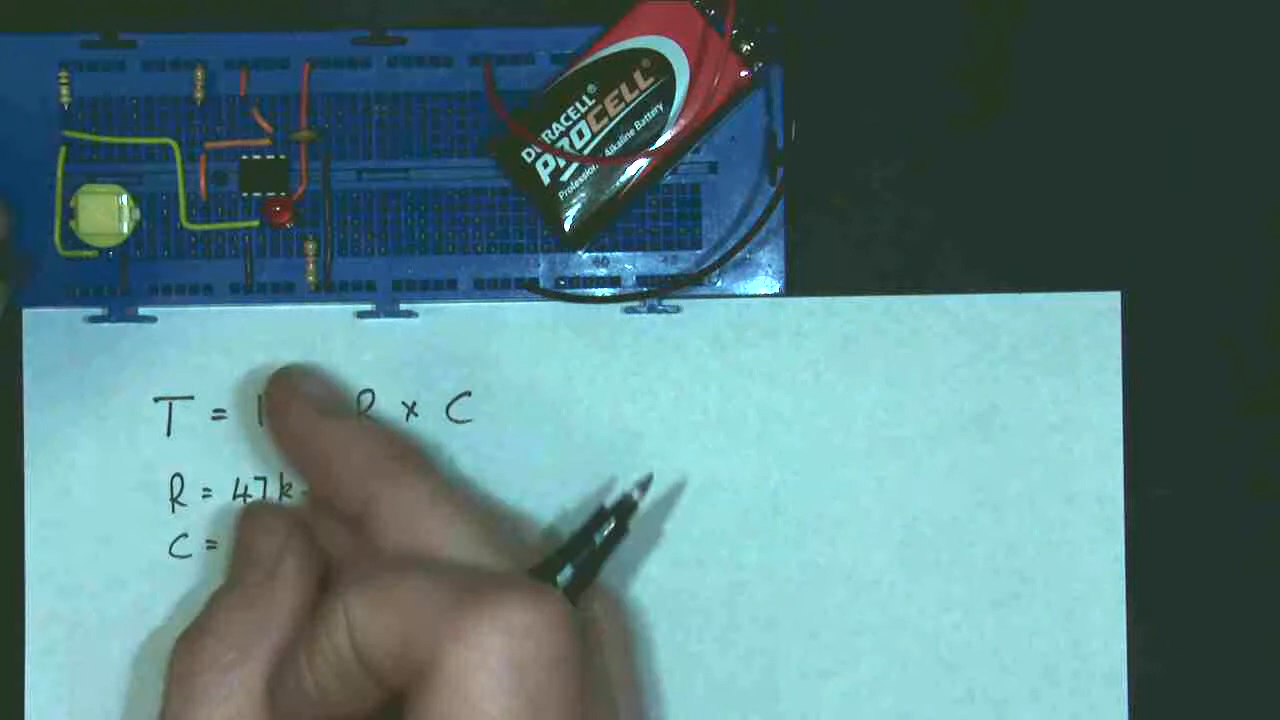 DURACELL®
PROCELL®
Professional Alkaline Battery
T = 1 R x C
R = 47k
C =